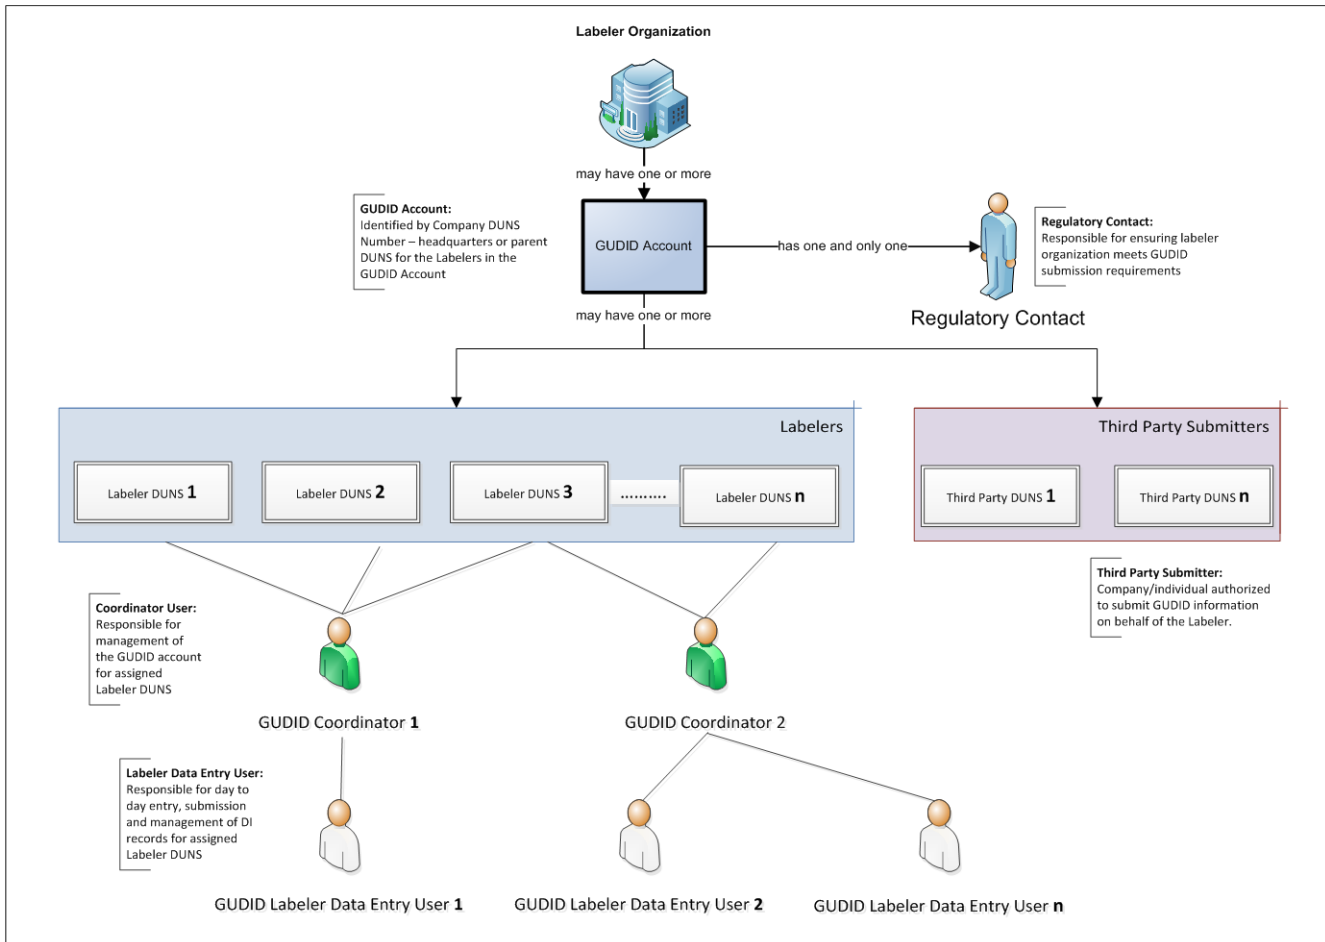 Labeler Organization
may have one or more
GUDID Account:
Identified by Company DUNS
Number – headquarters or parent
DUNS for the Labelers in the
GUDID Account
GUDID Account
has one and only one
Regulatory Contact:
Responsible for ensuring labeler
organization meets GUDID
submission requirements
Regulatory Contact
may have one or more
Labelers
Labeler DUNS 1
Labeler DUNS 2
Labeler DUNS 3
..........
Labeler DUNS n
Third Party Submitters
Third Party DUNS 1
Third Party DUNS n
Third Party Submitter:
Company/individual authorized
to submit GUDID information
on behalf of the Labeler.
Coordinator User:
Responsible for
management of
the GUDID account
for assigned
Labeler DUNS
GUDID Coordinator 1
GUDID Coordinator 2
Labeler Data Entry User:
Responsible for day to
day entry, submission
and management of DI
records for assigned
Labeler DUNS
GUDID Labeler Data Entry User 1
GUDID Labeler Data Entry User 2
GUDID Labeler Data Entry User n